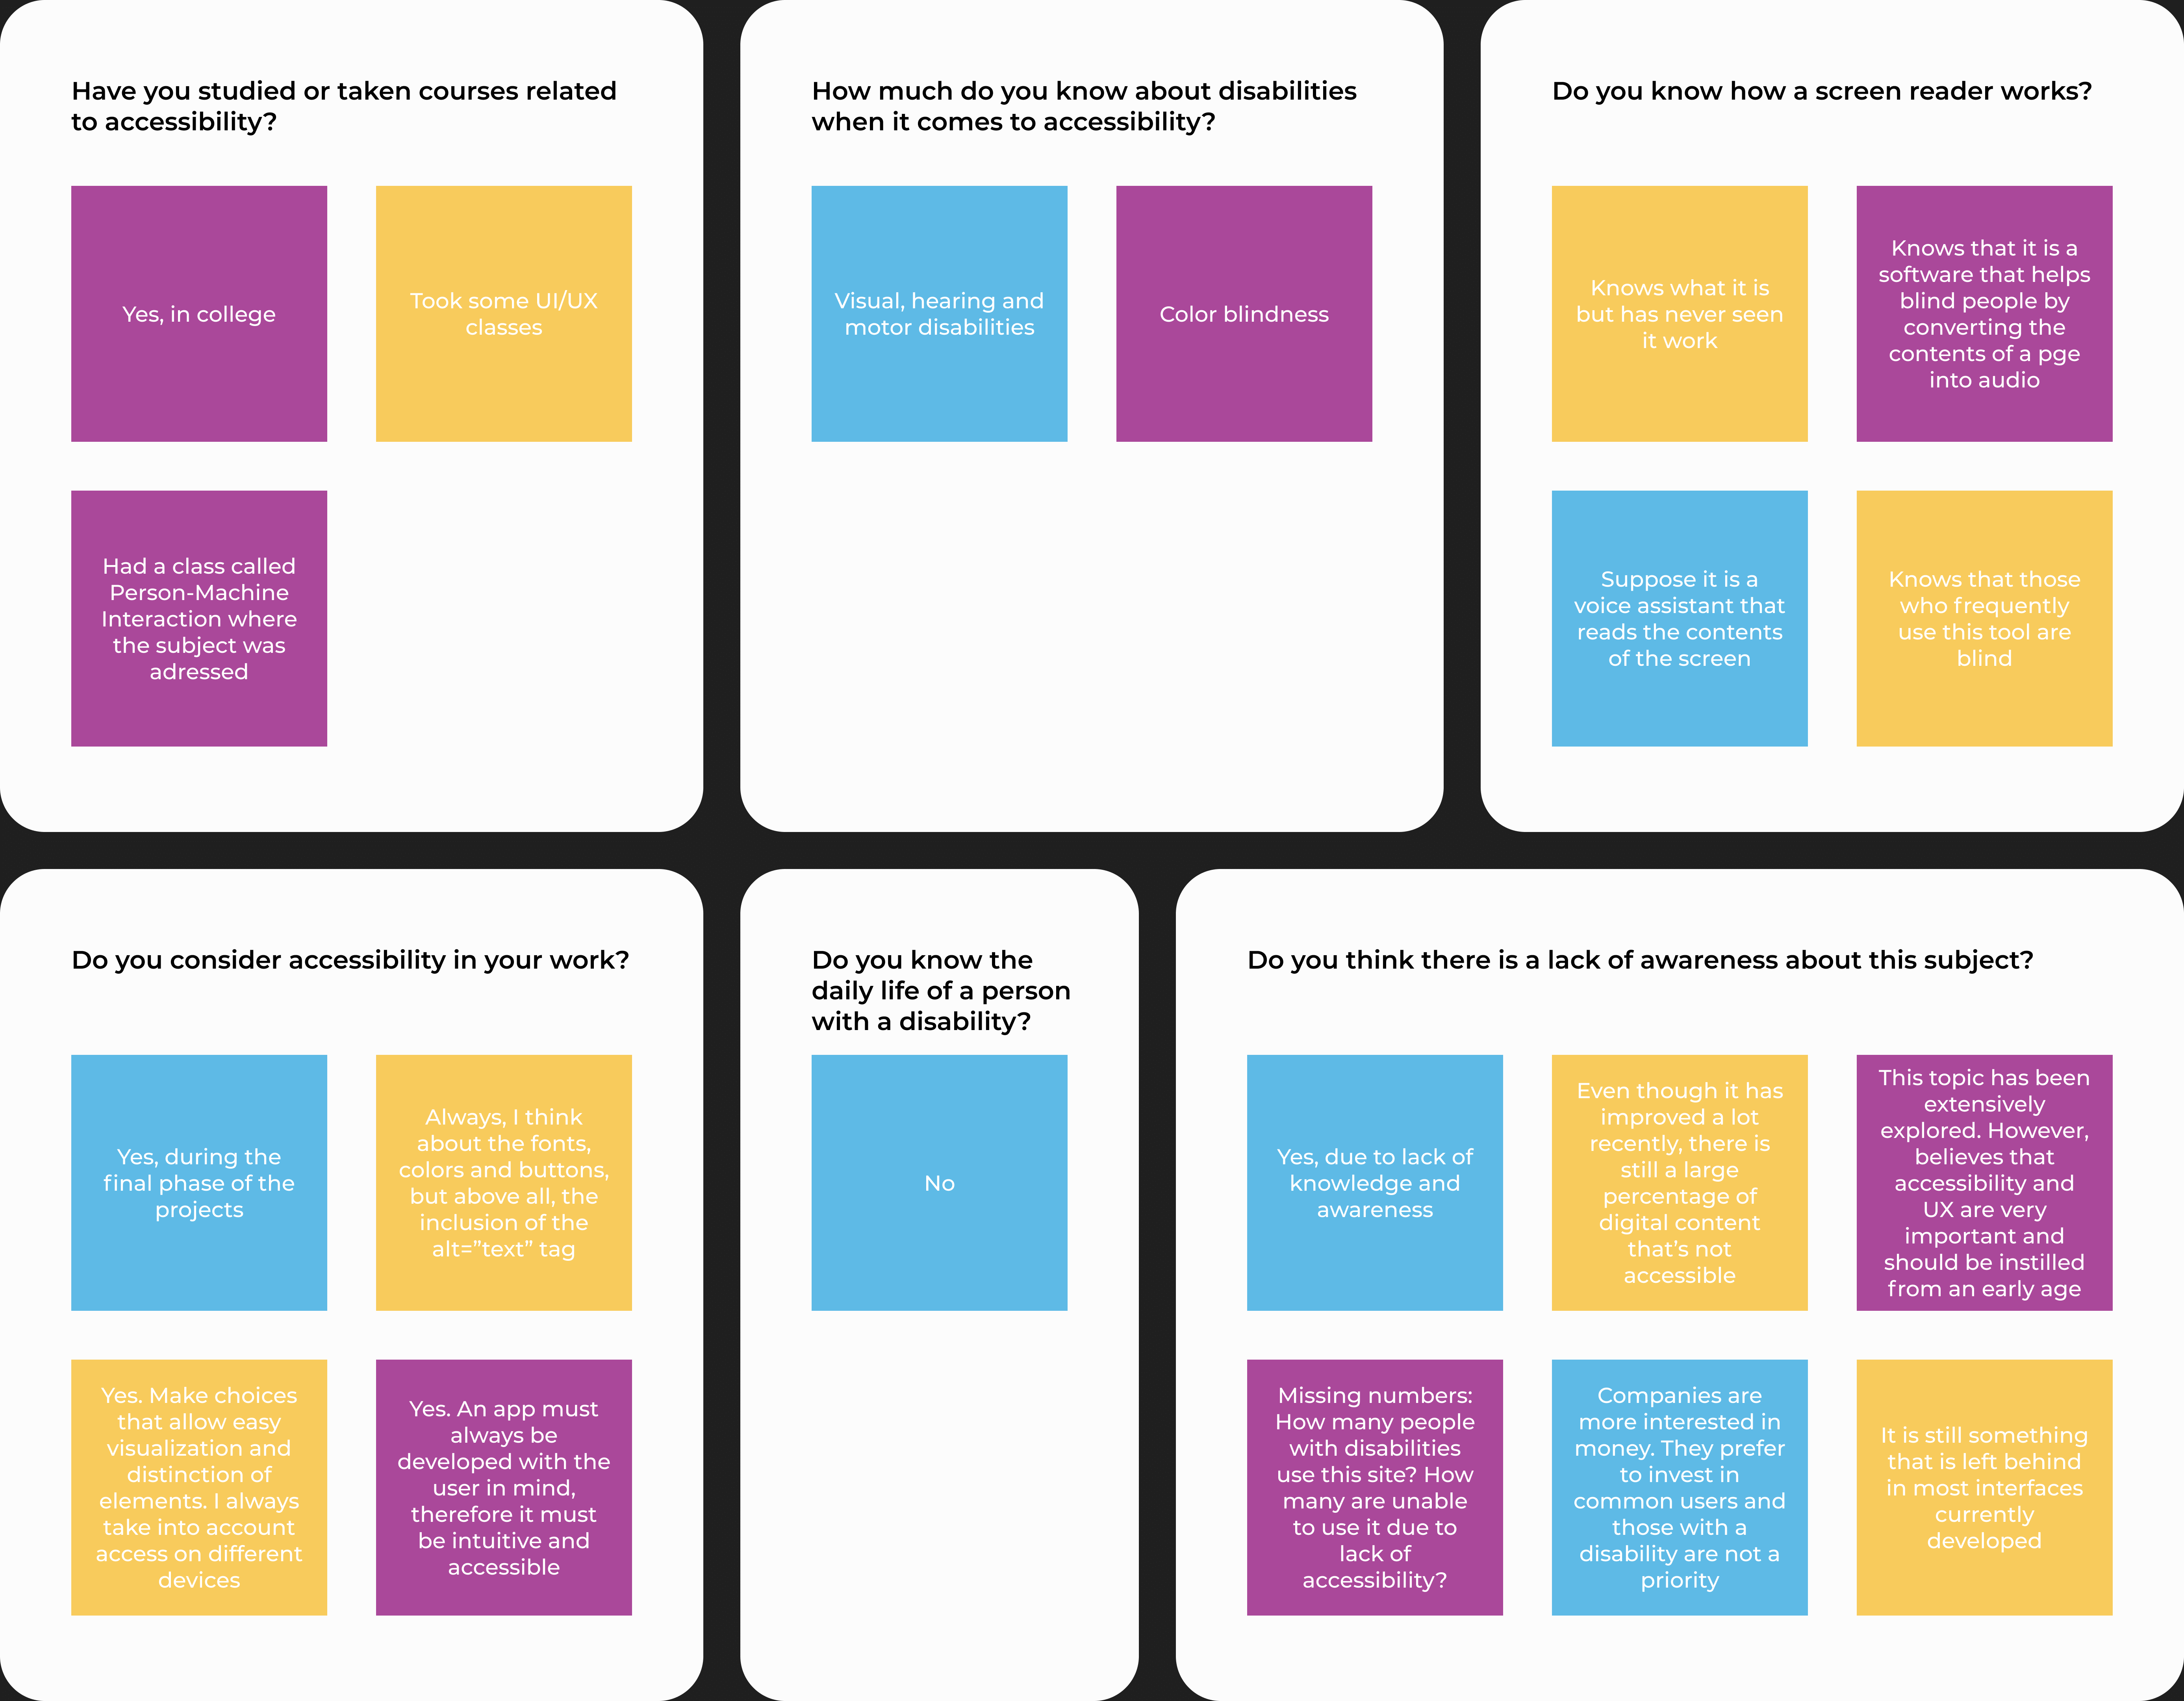 Have you studied or taken courses related
to accessibility?
Yes, in college
Took some UI/UX
classes
Had a class called
Person-Machine
Interaction where
the subject was
adressed
How much do you know about disabilities
when it comes to accessibility?
Visual, hearing and
motor disabilities
Color blindness
Do you know how a screen reader works?
Knows what it is
but has never seen
it work
Knows that it is a
software that helps
blind people by
converting the
contents of a pge
into audio
Suppose it is a
voice assistant that
reads the contents
of the screen
Knows that those
who frequently
use this tool are
blind
Do you consider accessibility in your work?
Yes, during the
final phase of the
projects
Always, I think
about the fonts,
colors and buttons,
but above all, the
inclusion of the
alt=”text” tag
Yes. Make choices
that allow easy
visualization and
distinction of
elements. I always
take into account
access on different
devices
Yes. An app must
always be
developed with the
user in mind,
therefore it must
be intuitive and
accessible
Do you know the
daily life of a person
with a disability?
No
Do you think there is a lack of awareness about this subject?
Yes, due to lack of
knowledge and
awareness
Even though it has
improved a lot
recently, there is
still a large
percentage of
digital content
that’s not
accessible
This topic has been
extensively
explored. However,
believes that
accessibility and
UX are very
important and
should be instilled
from an early age
Missing numbers:
How many people
with disabilities
use this site? How
many are unable
to use it due to
lack of
accessibility?
Companies are
more interested in
money. They prefer
to invest in
common users and
those with a
disability are not a
priority
It is still something
that is left behind
in most interfaces
currently
developed